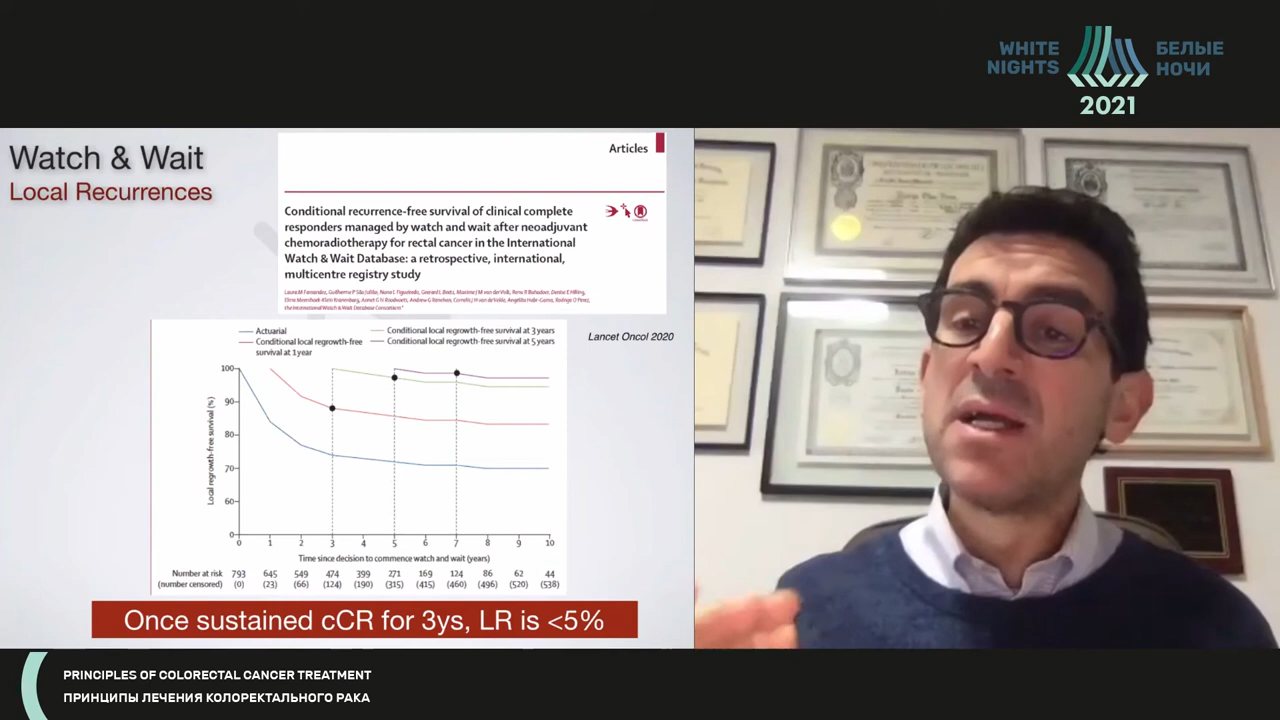 WHITE NIGHTS
БЕЛЫЕ НОЧИ
2021
Watch & Wait
Local Recurrences
Articles
Conditional recurrence-free survival of clinical complete
responders managed by watch and wait after neoadjuvant
chemoradiotherapy for rectal cancer in the International
Watch & Wait Database: a retrospective, international,
multicentre registry study
the International Watch & Wait Database Consortium*
Lancet Oncol 2020
Actuarial
Conditional local regrowth-free
survival at 1 year
Conditional local regrowth-free survival at 3 years
Conditional local regrowth-free survival at 5 years
Local regrowth-free survival (%)
100
90
80
70
60
0
0 1 2 3 4 5 6 7 8 9 10
Time since decision to commence watch and wait (years)
Number at risk 793 645 549 474 399 271 169 124 86 62 44
(number censored) (0) (23) (66) (124) (190) (315) (415) (460) (496) (520) (538)
Once sustained cCR for 3ys, LR is <5%
PRINCIPLES OF COLORECTAL CANCER TREATMENT
ПРИНЦИПЫ ЛЕЧЕНИЯ КОЛОРЕКТАЛЬНОГО РАКА